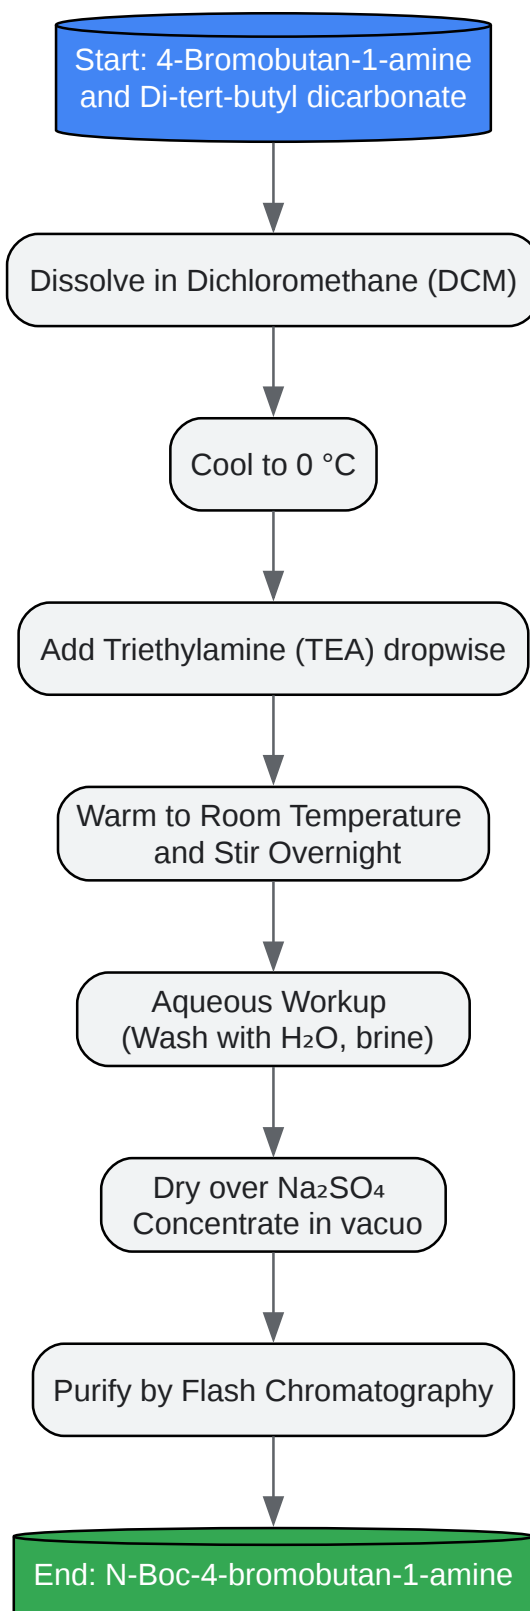 Start: 4-Bromobutan-1-amine
and Di-tert-butyl dicarbonate
Dissolve in Dichloromethane (DCM)
Cool to 0 °C
Add Triethylamine (TEA) dropwise
Warm to Room Temperature
and Stir Overnight
Aqueous Workup
(Wash with H₂O, brine)
Dry over Na₂SO₄
Concentrate in vacuo
Purify by Flash Chromatography
End: N-Boc-4-bromobutan-1-amine